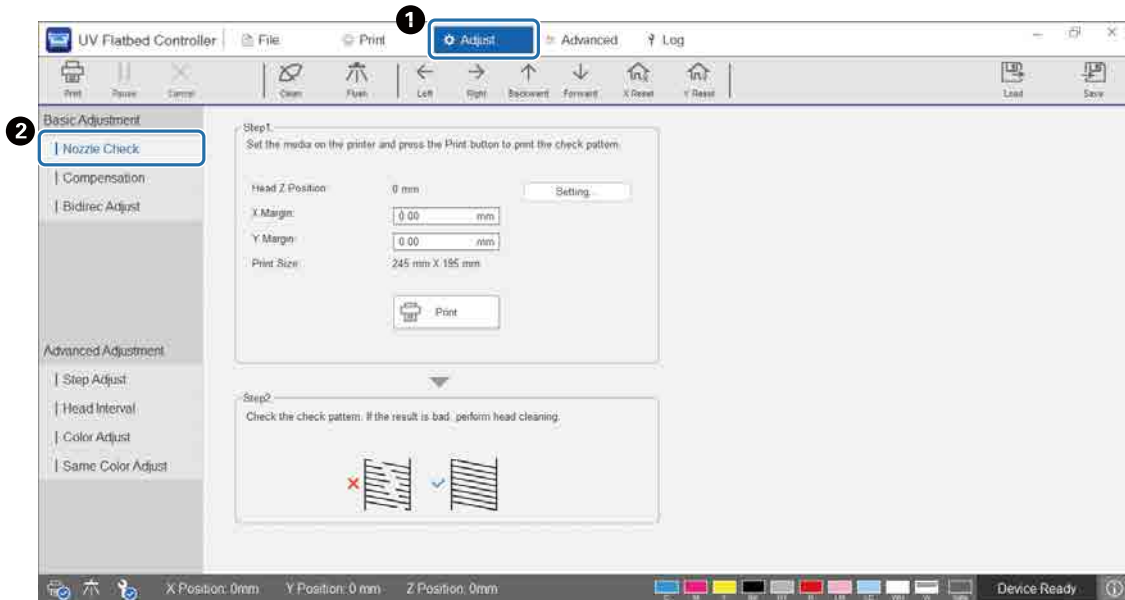 1
UV Flatbed Controller File Print Adjust Advanced Log
Print Pause Cancel Clean Flush Left Right Backward Forward X Reset Y Reset Load Save
Basic Adjustment
2
Nozzle Check
Compensation
Bidirec Adjust
Step1
Set the media on the printer and press the Print button to print the check pattern.
Head Z Position: 0 mm Setting...
X Margin: 0.00 mm
Y Margin: 0.00 mm
Print Size: 245 mm X 195 mm
Print
Advanced Adjustment
Step Adjust
Head Interval
Color Adjust
Same Color Adjust
Step2
Check the check pattern. If the result is bad, perform head cleaning.
X Position: 0mm Y Position: 0 mm Z Position: 0mm
C M Y R LM LC WH V Device Ready